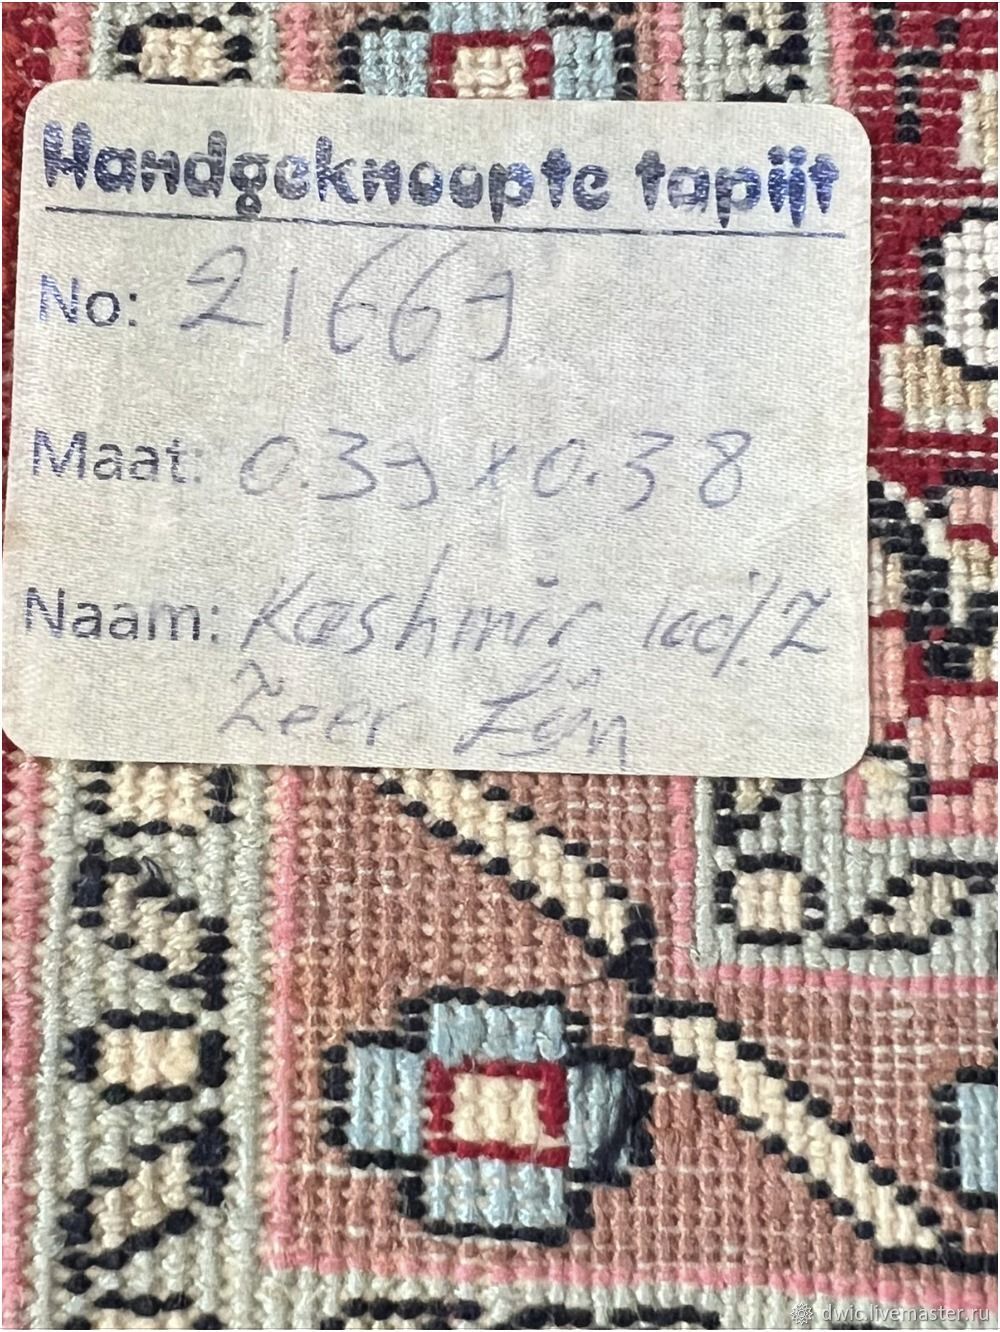 Handgeknoopte tapijt
No: 21669
Maat: 0.39 x 0.38
Naam: Kashmir 100% Z
Zeer fijn
dwic.livemaster.ru